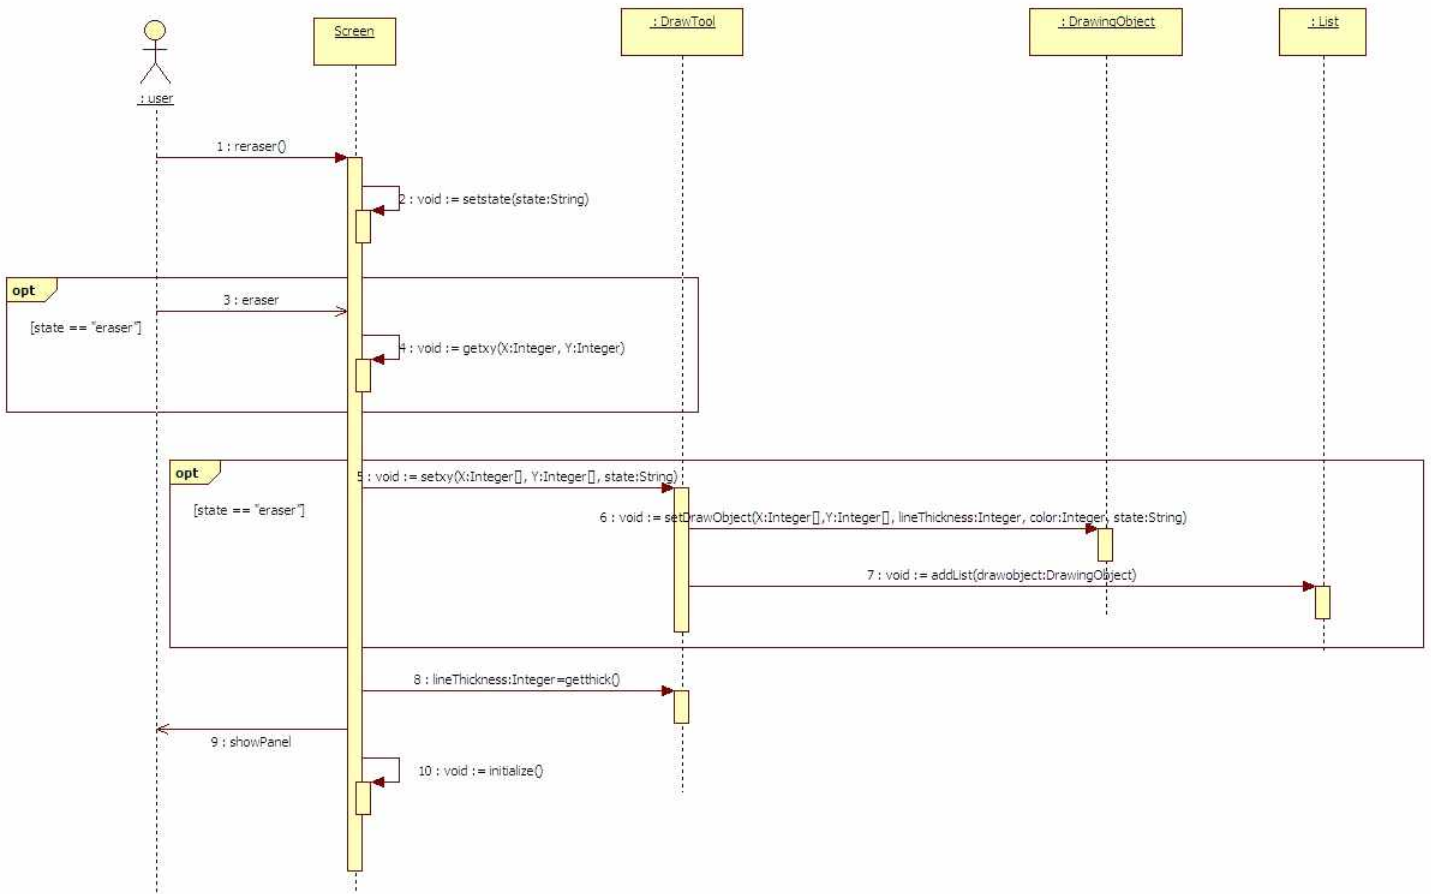 Screen
: DrawTool
: DrawingObject
: List
: user
1 : reraser()
2 : void := setstate(state:String)
opt
3 : eraser
[state == "eraser"]
4 : void := getxy(X:Integer, Y:Integer)
opt
5 : void := setxy(X:Integer[], Y:Integer[], state:String)
[state == "eraser"]
6 : void := setDrawObject(X:Integer[],Y:Integer[], lineThickness:Integer, color:Integer, state:String)
7 : void := addList(drawobject:DrawingObject)
8 : lineThickness:Integer=getthick()
9 : showPanel
10 : void := initialize()